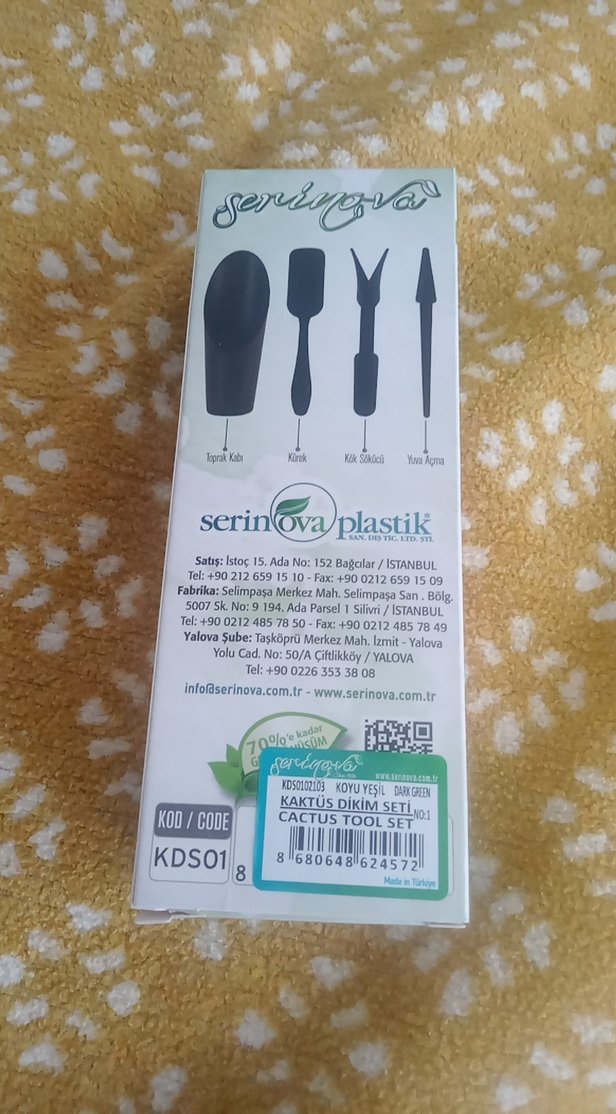 serinova
Toprak Kabı
Kürek
Kök Sökücü
Yuva Açma
serinova plastik®
SAN. DIŞ TİC. LTD. ŞTİ.
Satış: İstoç 15. Ada No: 152 Bağcılar / İSTANBUL
Tel: +90 212 659 15 10 - Fax: +90 0212 659 15 09
Fabrika: Selimpaşa Merkez Mah. Selimpaşa San . Bölg.
5007 Sk. No: 9 194. Ada Parsel 1 Silivri / İSTANBUL
Tel: +90 0212 485 78 50 - Fax: +90 0212 485 78 49
Yalova Şube: Taşköprü Merkez Mah. İzmit - Yalova
Yolu Cad. No: 50/A Çiftlikköy / YALOVA
Tel: +90 0226 353 38 08
info@serinova.com.tr - www.serinova.com.tr
70%'e kadar
serinova
www.serinova.com.tr
KDS0102103 KOYU YEŞİL DARK GREEN
KAKTÜS DİKİM SETİ
NO:1
CACTUS TOOL SET
8 680648 624572
Made in Türkiye
KOD / CODE
KDS01
8